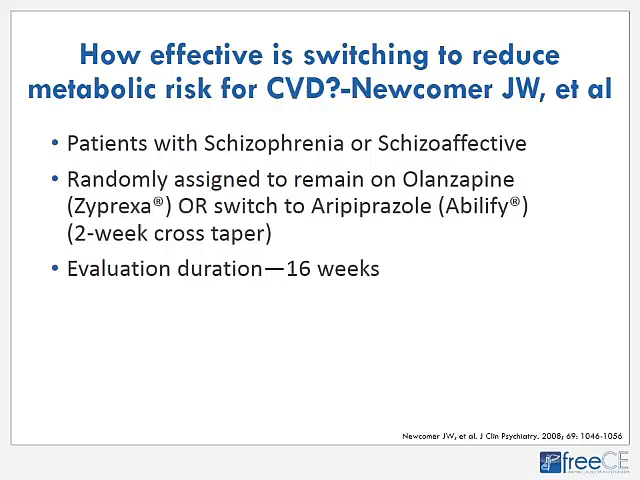 How effective is switching to reduce
metabolic risk for CVD?-Newcomer JW, et al
• Patients with Schizophrenia or Schizoaffective
• Randomly assigned to remain on Olanzapine
(Zyprexa®) OR switch to Aripiprazole (Abilify®)
(2-week cross taper)
• Evaluation duration—16 weeks
Newcomer JW, et al. J Clin Psychiatry. 2008; 69: 1046-1056
freeCE